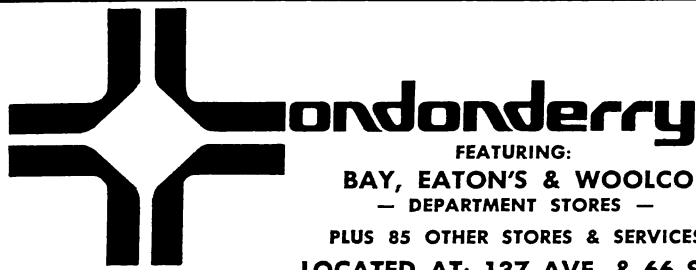 Londonderry
FEATURING:
BAY, EATON'S & WOOLCO
— DEPARTMENT STORES —
PLUS 85 OTHER STORES & SERVICES
LOCATED AT: 137 AVE. & 66 S